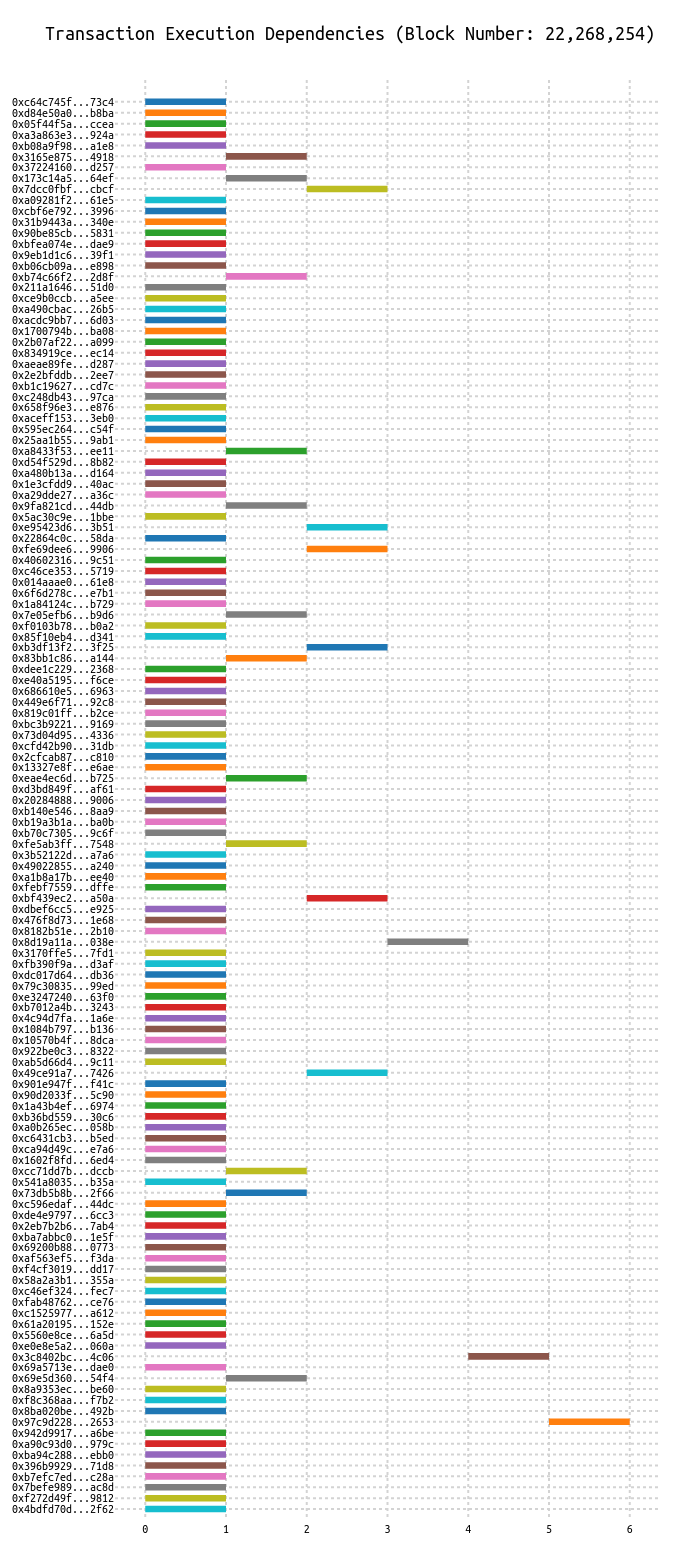 Transaction Execution Dependencies (Block Number: 22,268,254)
0xc64c745f...73c4
0xd84e50a0...b8ba
0x05f44f5a...ccea
0xa3a863e3...924a
0xb08a9f98...a1e8
0x3165e875...4918
0x37224160...d257
0x173c14a5...64ef
0x7dcc0fbf...cbcf
0xa09281f2...61e5
0xcbf6e792...3996
0x31b9443a...340e
0x90be85cb...5831
0xbfea074e...dae9
0x9eb1d1c6...39f1
0xb06cb09a...e898
0xb74c66f2...2d8f
0x211a1646...51d0
0xce9b0ccb...a5ee
0xa490cbac...26b5
0xacdc9bb7...6d03
0x1700794b...ba08
0x2b07af22...a099
0x834919ce...ec14
0xaeae89fe...d287
0x2e2bfddb...2ee7
0xb1c19627...cd7c
0xc248db43...97ca
0x658f96e3...e876
0xaceff153...3eb0
0x595ec264...c54f
0x25aa1b55...9ab1
0xa8433f53...ee11
0xd54f529d...8b82
0xa480b13a...d164
0x1e3cfdd9...40ac
0xa29dde27...a36c
0x9fa821cd...44db
0x5ac30c9e...1bbe
0xe95423d6...3b51
0x22864c0c...58da
0xfe69dee6...9906
0x40602316...9c51
0xc46ce353...5719
0x014aaae0...61e8
0x6f6d278c...e7b1
0x1a84124c...b729
0x7e05efb6...b9d6
0xf0103b78...b0a2
0x85f10eb4...d341
0xb3df13f2...3f25
0x83bb1c86...a144
0xdee1c229...2368
0xe40a5195...f6ce
0x686610e5...6963
0x449e6f71...92c8
0x819c01ff...b2ce
0xbc3b9221...9169
0x73d04d95...4336
0xcfd42b90...31db
0x2cfcab87...c810
0x13327e8f...e6ae
0xeae4ec6d...b725
0xd3bd849f...af61
0x20284888...9006
0xb140e546...8aa9
0xb19a3b1a...ba0b
0xb70c7305...9c6f
0xfe5ab3ff...7548
0x3b52122d...a7a6
0x49022855...a240
0xa1b8a17b...ee40
0xfebf7559...dffe
0xbf439ec2...a50a
0xdbef6cc5...e925
0x476f8d73...1e68
0x8182b51e...2b10
0x8d19a11a...038e
0x3170ffe5...7fd1
0xfb390f9a...d3af
0xdc017d64...db36
0x79c30835...99ed
0xe3247240...63f0
0xb7012a4b...3243
0x4c94d7fa...1a6e
0x1084b797...b136
0x10570b4f...8dca
0x922be0c3...8322
0xab5d66d4...9c11
0x49ce91a7...7426
0x901e947f...f41c
0x90d2033f...5c90
0x1a43b4ef...6974
0xb36bd559...30c6
0xa0b265ec...058b
0xc6431cb3...b5ed
0xca94d49c...e7a6
0x1602f8fd...6ed4
0xcc71dd7b...dccb
0x541a8035...b35a
0x73db5b8b...2f66
0xc596edaf...44dc
0xde4e9797...6cc3
0x2eb7b2b6...7ab4
0xba7abbc0...1e5f
0x69200b88...0773
0xaf563ef5...f3da
0xf4cf3019...dd17
0x58a2a3b1...355a
0xc46ef324...fec7
0xfab48762...ce76
0xc1525977...a612
0x61a20195...152e
0x5560e8ce...6a5d
0xe0e8e5a2...060a
0x3c8402bc...4c06
0x69a5713e...dae0
0x69e5d360...54f4
0x8a9353ec...be60
0xf8c368aa...f7b2
0x8ba020be...492b
0x97c9d228...2653
0x942d9917...a6be
0xa90c93d0...979c
0xba94c288...ebb0
0x396b9929...71d8
0xb7efc7ed...c28a
0x7befe989...ac8d
0xf272d49f...9812
0x4bdfd70d...2f62
0 1 2 3 4 5 6